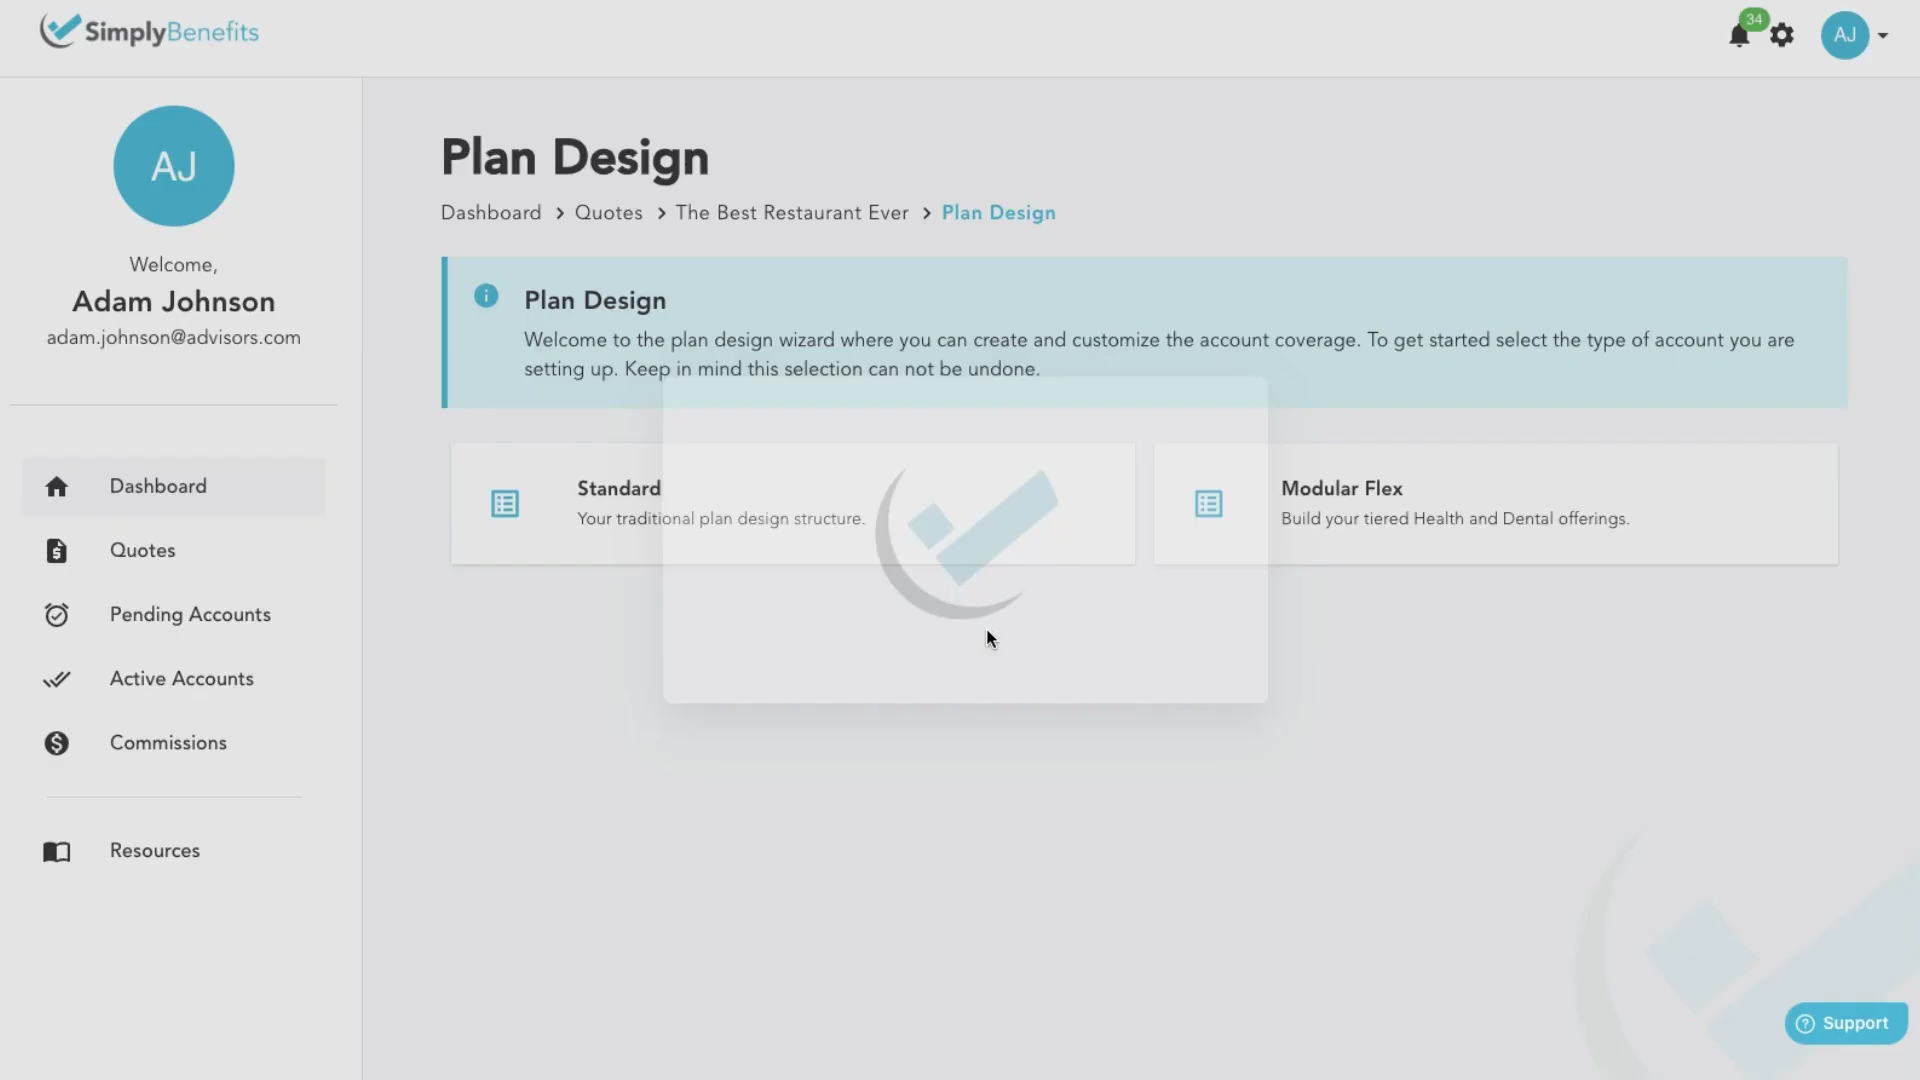 SimplyBenefits
34
AJ
AJ
Welcome,
Adam Johnson
adam.johnson@advisors.com
Dashboard
Quotes
Pending Accounts
Active Accounts
Commissions
Resources
Plan Design
Dashboard > Quotes > The Best Restaurant Ever > Plan Design
Plan Design
Welcome to the plan design wizard where you can create and customize the account coverage. To get started select the type of account you are
setting up. Keep in mind this selection can not be undone.
Standard
Your traditional plan design structure.
Modular Flex
Build your tiered Health and Dental offerings.
Support